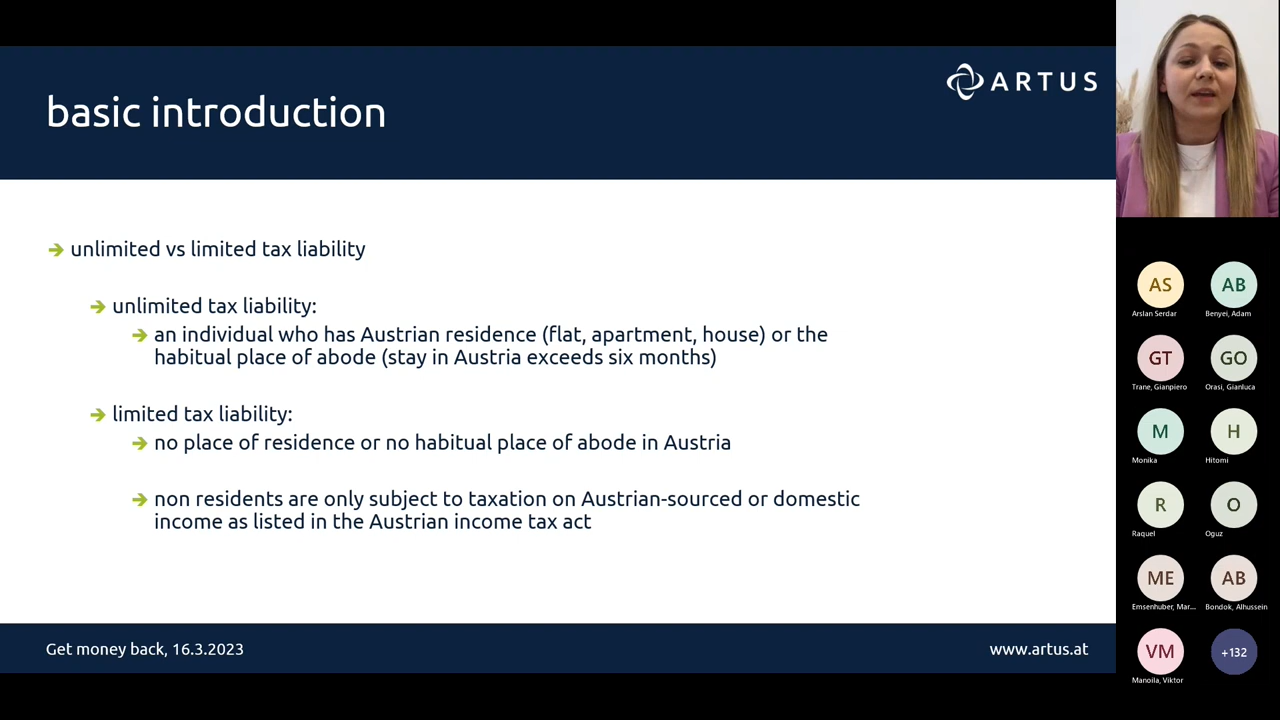 ARTUS
basic introduction
unlimited vs limited tax liability
unlimited tax liability:
an individual who has Austrian residence (flat, apartment, house) or the
habitual place of abode (stay in Austria exceeds six months)
limited tax liability:
no place of residence or no habitual place of abode in Austria
non residents are only subject to taxation on Austrian-sourced or domestic
income as listed in the Austrian income tax act
Get money back, 16.3.2023
www.artus.at
AS
AB
Arslan Serdar
Benyei, Adam
GT
GO
Trane, Gianpiero
Orasi, Gianluca
M
H
Monika
Hitomi
R
O
Raquel
Oguz
ME
AB
Emsenhuber, Mar...
Bondok, Alhussein
VM
+132
Manoila, Viktor